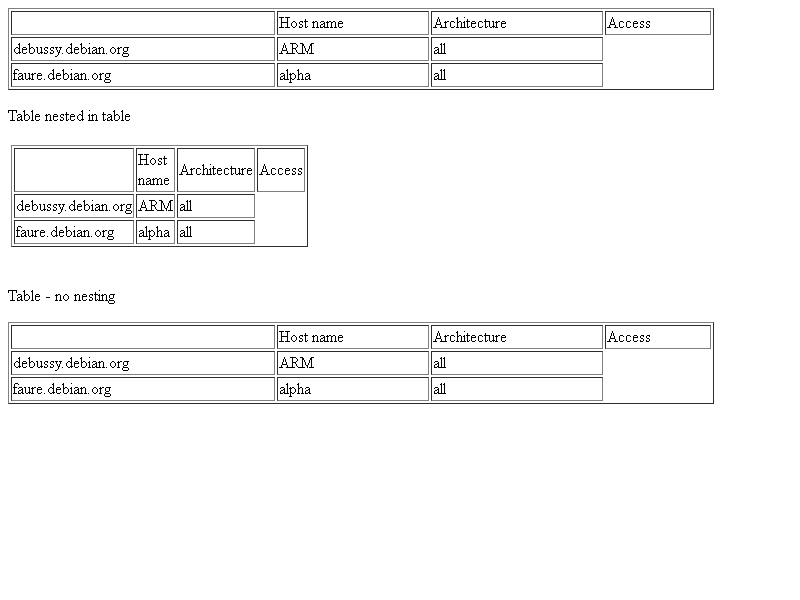 Host name Architecture Access
debussy.debian.org ARM all
faure.debian.org alpha all
Table nested in table
Host name Architecture Access
debussy.debian.org ARM all
faure.debian.org alpha all
Table - no nesting
Host name Architecture Access
debussy.debian.org ARM all
faure.debian.org alpha all